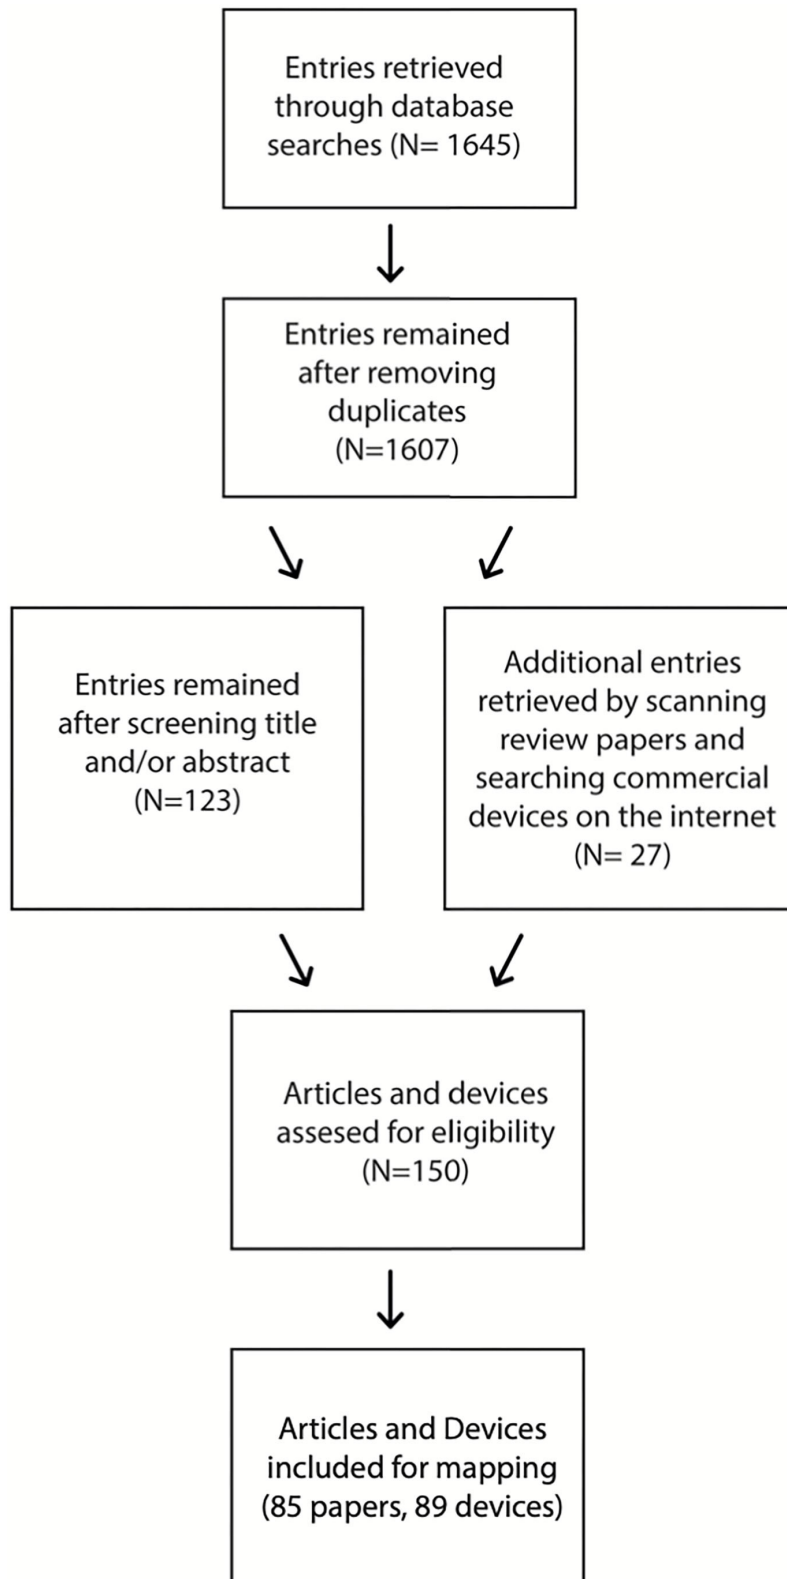 Entries retrieved
through database
searches (N= 1645)
Entries remained
after removing
duplicates
(N=1607)
Entries remained
after screening title
and/or abstract
(N=123)
Additional entries
retrieved by scanning
review papers and
searching commercial
devices on the internet
(N= 27)
Articles and devices
assesed for eligibility
(N=150)
Articles and Devices
included for mapping
(85 papers, 89 devices)